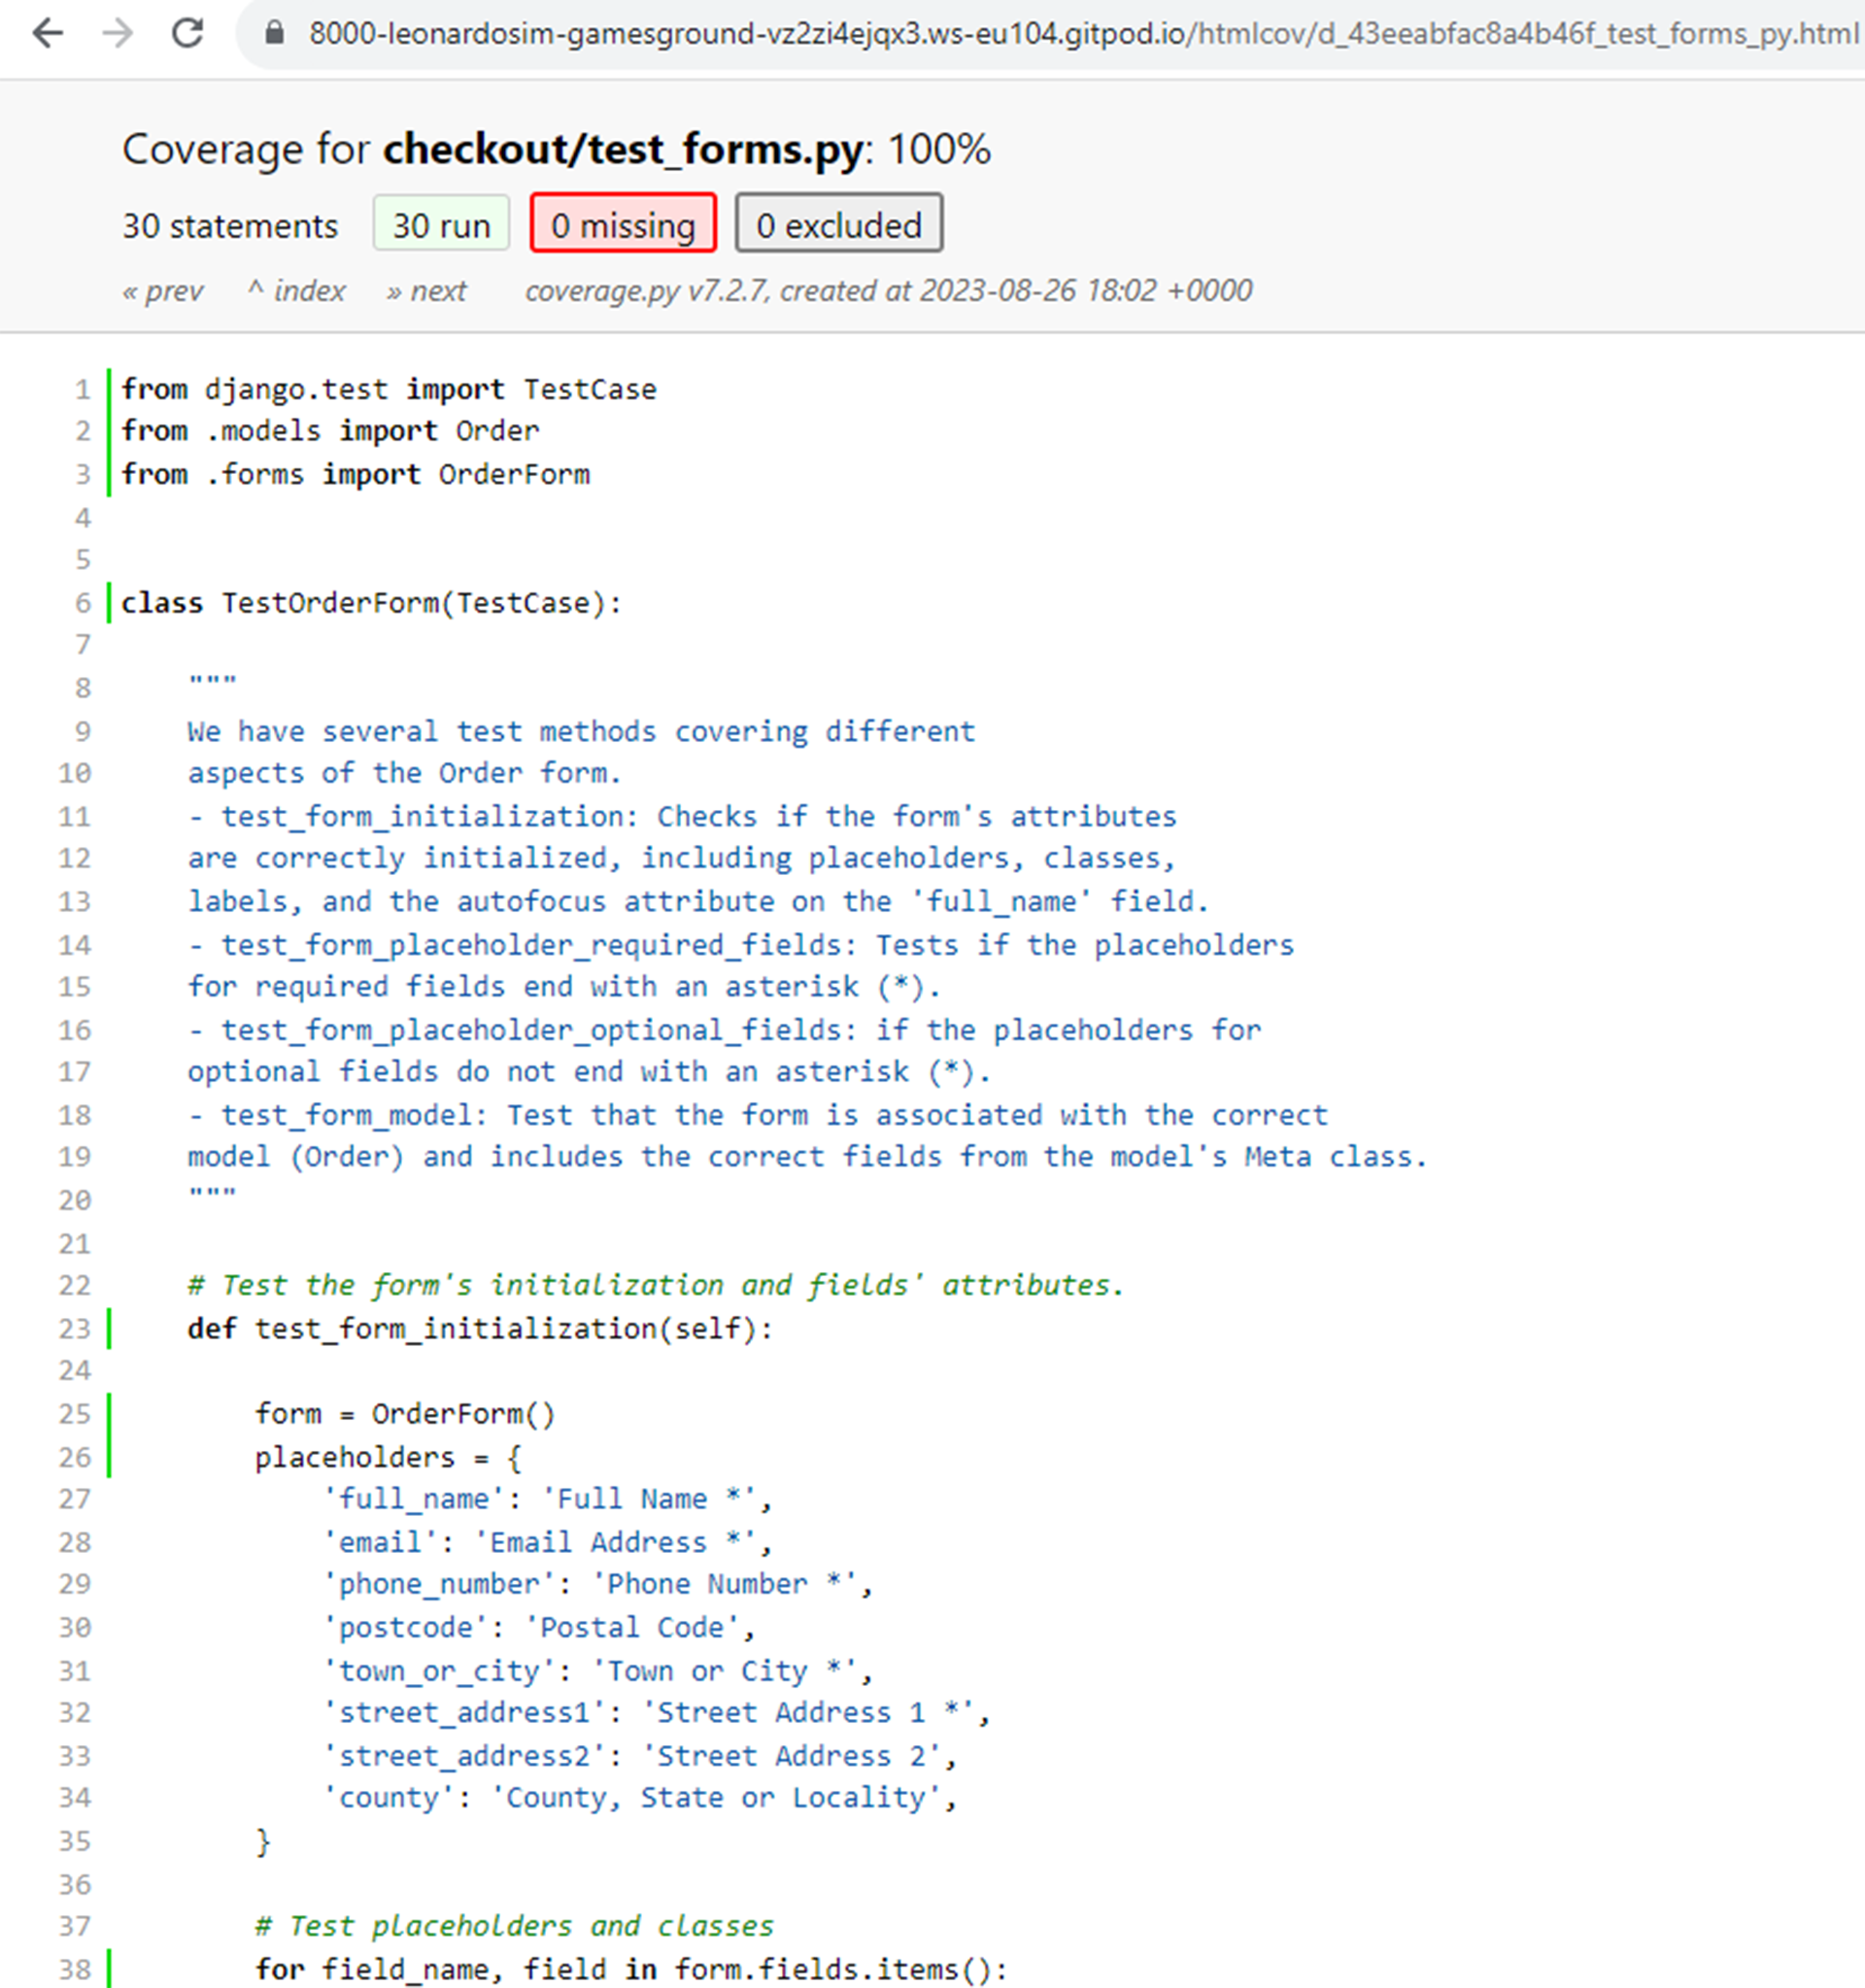 8000-leonardosim-gamesground-vz2zi4ejqx3.ws-eu104.gitpod.io/htmlcov/d_43eeabfac8a4b46f_test_forms_py.html
Coverage for checkout/test_forms.py: 100%
30 statements 30 run 0 missing 0 excluded
« prev ^ index » next coverage.py v7.2.7, created at 2023-08-26 18:02 +0000
1 from django.test import TestCase
2 from .models import Order
3 from .forms import OrderForm
4
5
6 class TestOrderForm(TestCase):
7
8 """
9 We have several test methods covering different
10 aspects of the Order form.
11 - test_form_initialization: Checks if the form's attributes
12 are correctly initialized, including placeholders, classes,
13 labels, and the autofocus attribute on the 'full_name' field.
14 - test_form_placeholder_required_fields: Tests if the placeholders
15 for required fields end with an asterisk (*).
16 - test_form_placeholder_optional_fields: if the placeholders for
17 optional fields do not end with an asterisk (*).
18 - test_form_model: Test that the form is associated with the correct
19 model (Order) and includes the correct fields from the model's Meta class.
20 """
21
22 # Test the form's initialization and fields' attributes.
23 def test_form_initialization(self):
24
25 form = OrderForm()
26 placeholders = {
27 'full_name': 'Full Name *',
28 'email': 'Email Address *',
29 'phone_number': 'Phone Number *',
30 'postcode': 'Postal Code',
31 'town_or_city': 'Town or City *',
32 'street_address1': 'Street Address 1 *',
33 'street_address2': 'Street Address 2',
34 'county': 'County, State or Locality',
35 }
36
37 # Test placeholders and classes
38 for field_name, field in form.fields.items():